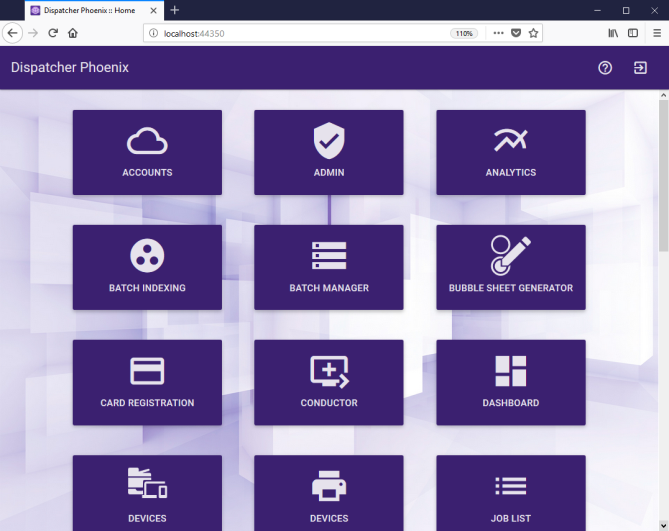 Dispatcher Phoenix :: Home
localhost:44350
110%
Dispatcher Phoenix
ACCOUNTS
ADMIN
ANALYTICS
BATCH INDEXING
BATCH MANAGER
BUBBLE SHEET GENERATOR
CARD REGISTRATION
CONDUCTOR
DASHBOARD
DEVICES
DEVICES
JOB LIST